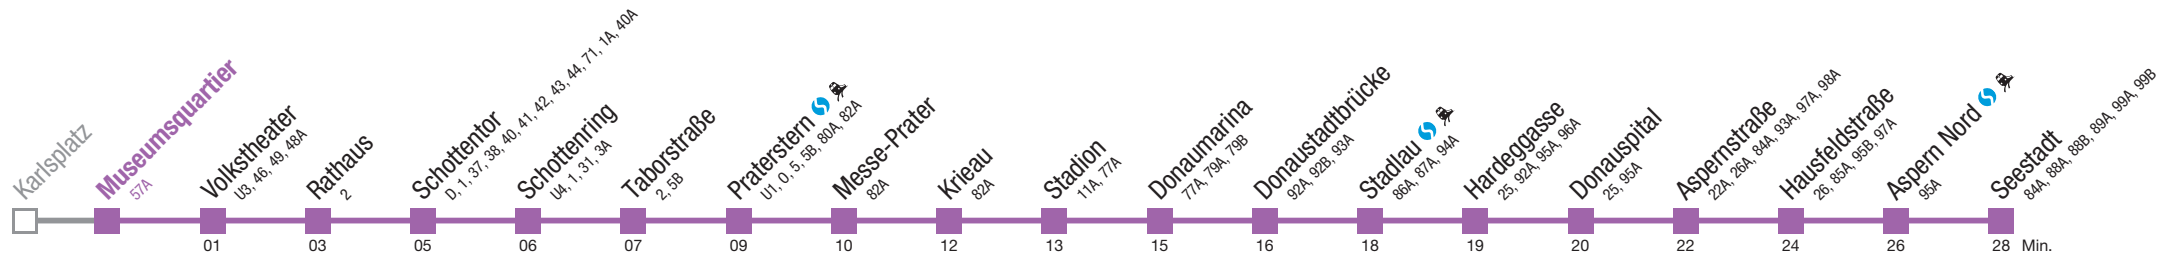 Karlsplatz
Museumsquartier
57A
Volkstheater
U3, 46, 49, 48A
Rathaus
2
Schottentor
D, 1, 37, 38, 40, 41, 42, 43, 44, 71, 1A, 40A
Schottenring
U4, 1, 31, 3A
Taborstraße
2, 5B
Praterstern
U1, 0, 5, 5B, 80A, 82A
Messe-Prater
82A
Krieau
82A
Stadion
11A, 77A
Donaumarina
77A, 79A, 79B
Donaustadtbrücke
92A, 92B, 93A
Stadlau
86A, 87A, 94A
Hardeggasse
25, 92A, 95A, 96A
Donauspital
25, 95A
Aspernstraße
22A, 26A, 84A, 93A, 97A, 98A
Hausfeldstraße
26, 85A, 95B, 97A
Aspern Nord
95A
Seestadt
84A, 88A, 88B, 89A, 99A, 99B
01 03 05 06 07 09 10 12 13 15 16 18 19 20 22 24 26 28 Min.